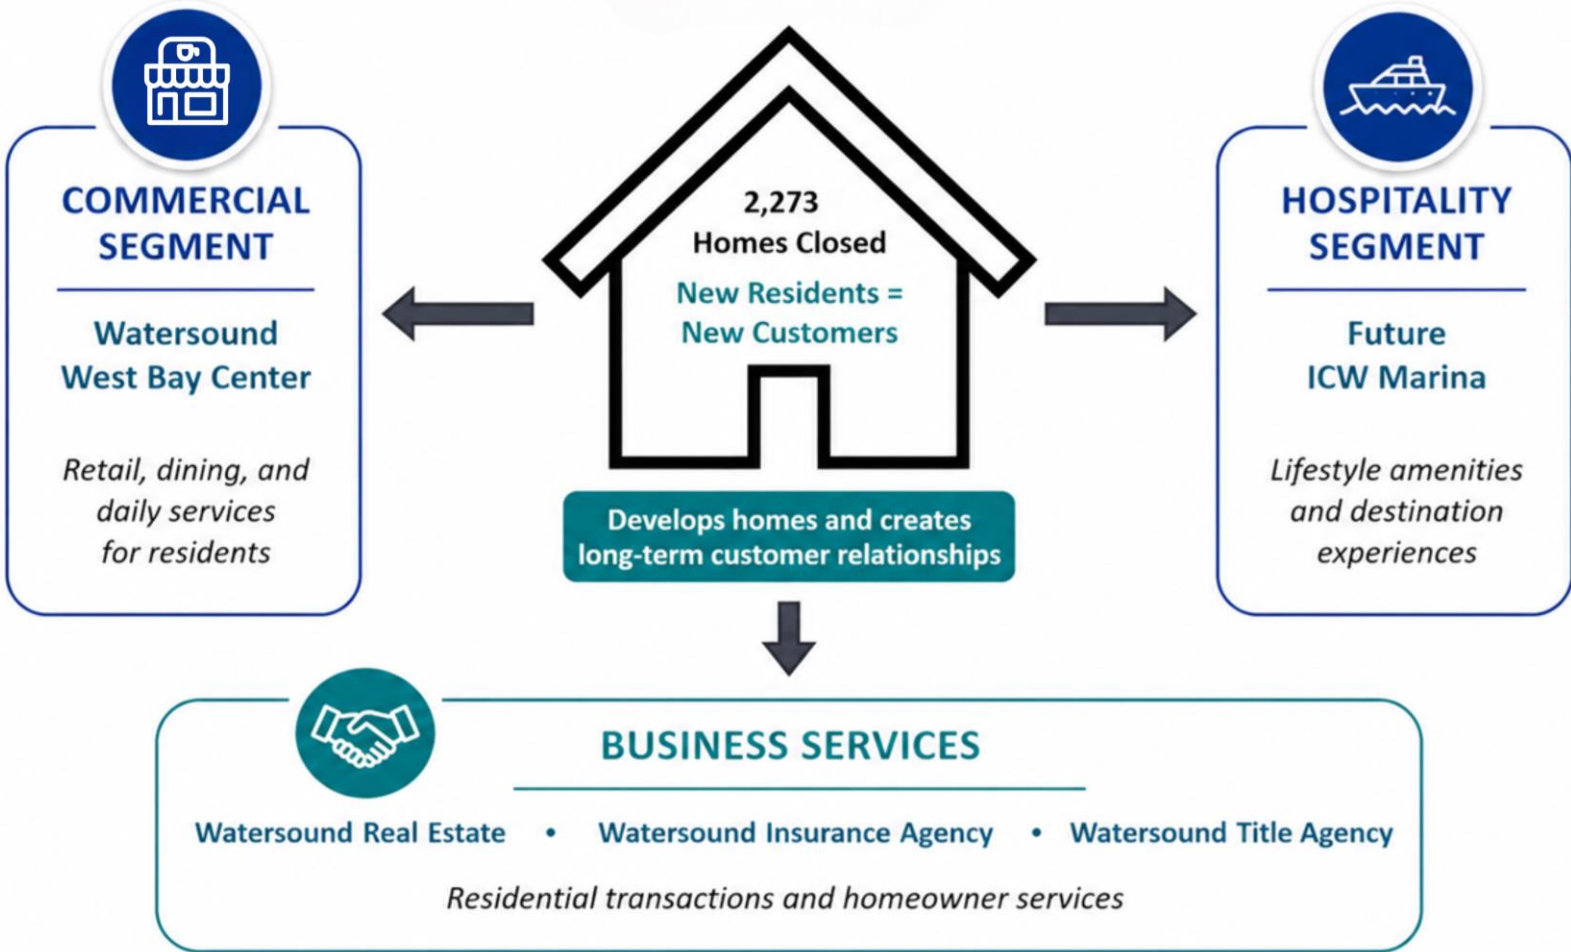 COMMERCIAL
SEGMENT
Watersound
West Bay Center
Retail, dining, and
daily services
for residents
2,273
Homes Closed
New Residents =
New Customers
Develops homes and creates
long-term customer relationships
HOSPITALITY
SEGMENT
Future
ICW Marina
Lifestyle amenities
and destination
experiences
BUSINESS SERVICES
Watersound Real Estate • Watersound Insurance Agency • Watersound Title Agency
Residential transactions and homeowner services